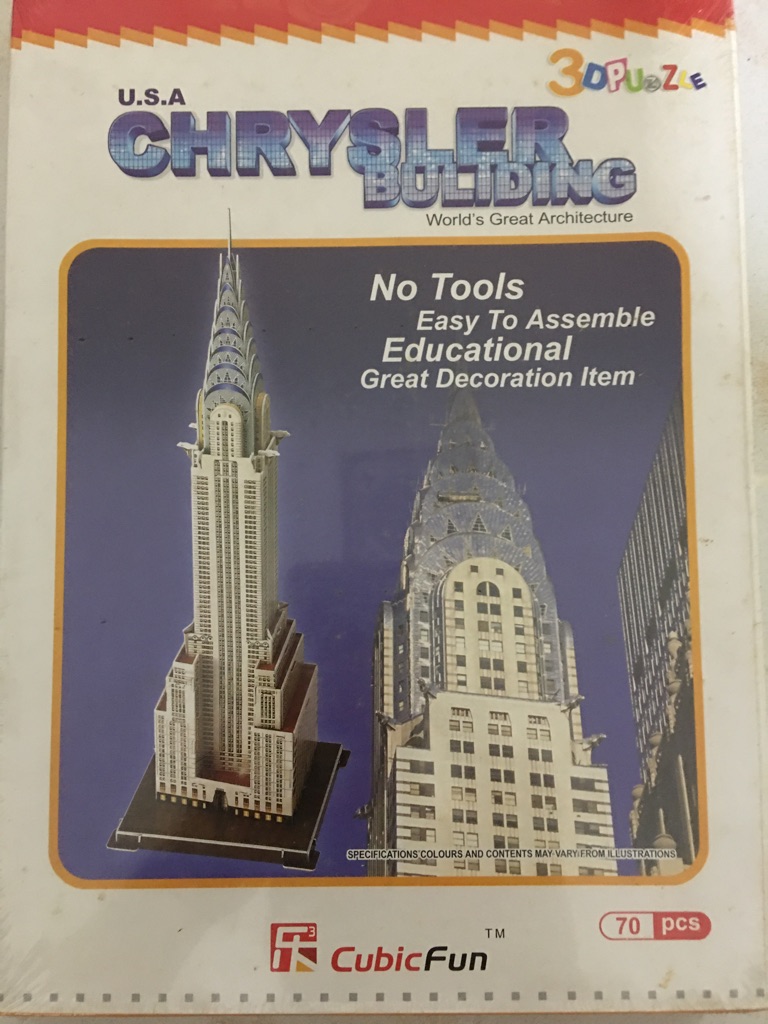 3DPUZZLE
U.S.A
CHRYSLER
BULIDING
World's Great Architecture
No Tools
Easy To Assemble
Educational
Great Decoration Item
SPECIFICATIONS COLOURS AND CONTENTS MAY VARY FROM ILLUSTRATIONS
70 pcs
CubicFun TM